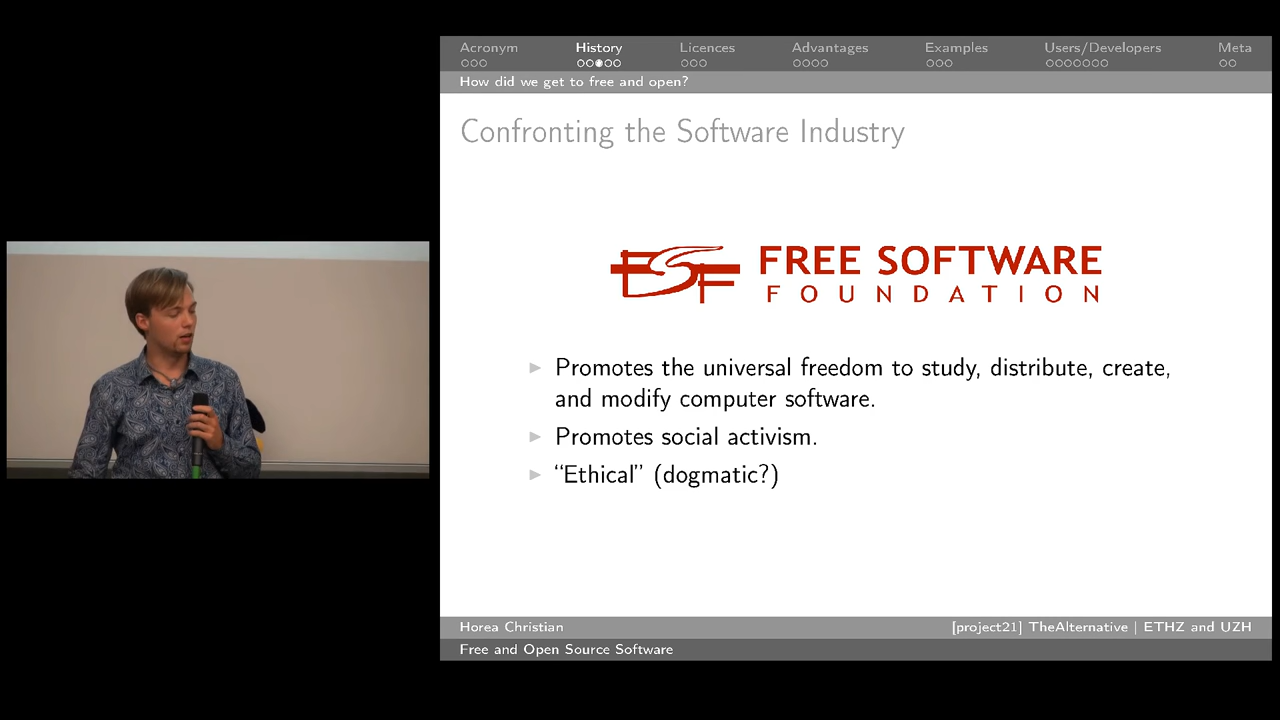 Acronym History Licences Advantages Examples Users/Developers Meta
How did we get to free and open?
Confronting the Software Industry
FSF FREE SOFTWARE
FOUNDATION
Promotes the universal freedom to study, distribute, create,
and modify computer software.
Promotes social activism.
“Ethical” (dogmatic?)
Horea Christian [project21] TheAlternative | ETHZ and UZH
Free and Open Source Software